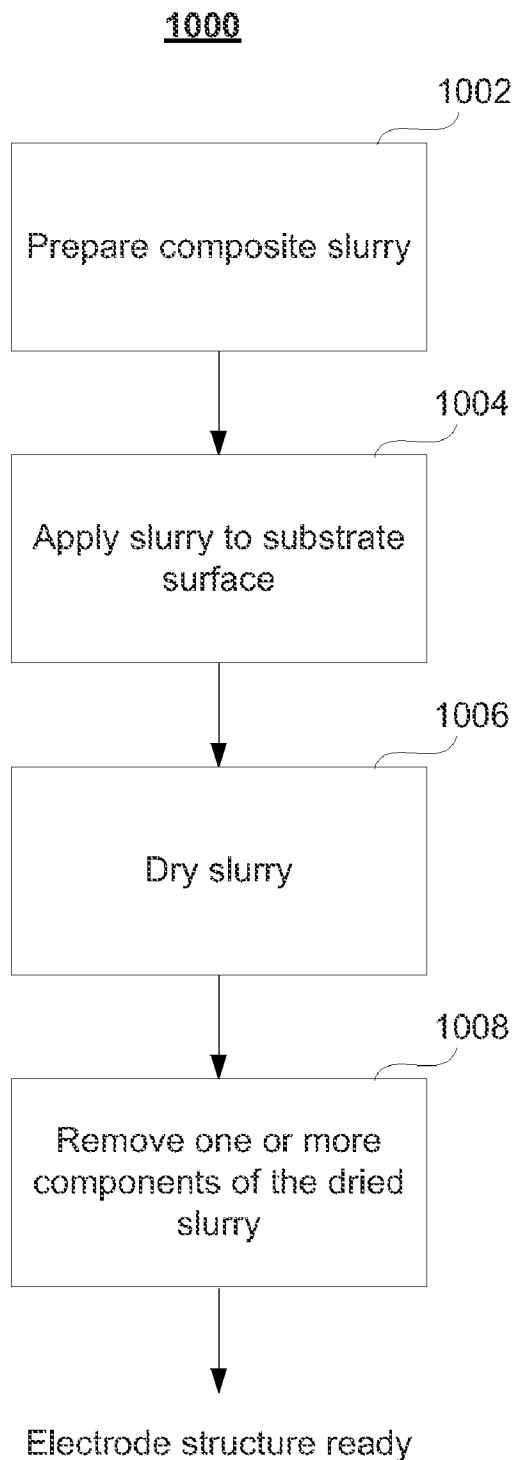 1000
1002
Prepare composite slurry
1004
Apply slurry to substrate
surface
1006
Dry slurry
1008
Remove one or more
components of the dried
slurry
Electrode structure ready